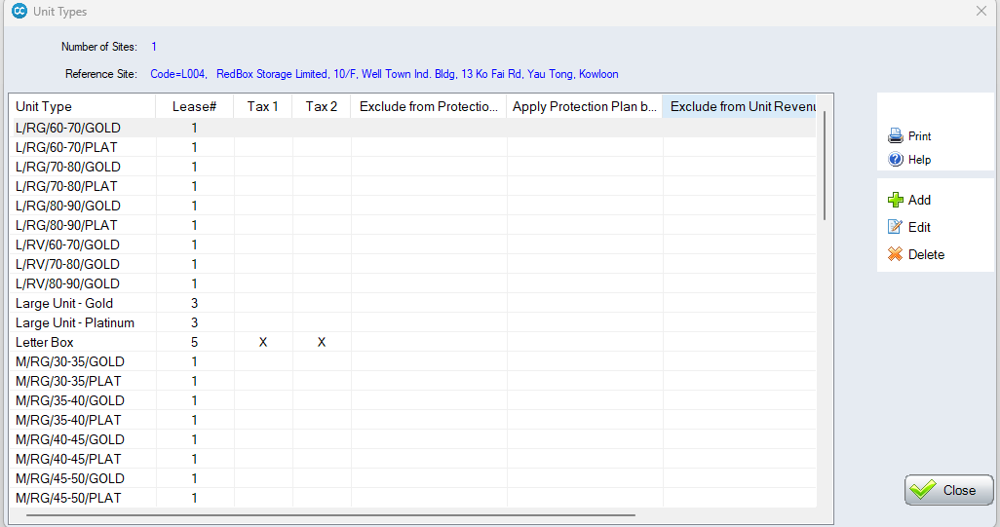 Unit Types
Number of Sites: 1
Reference Site: Code=L004, RedBox Storage Limited, 10/F, Well Town Ind. Bldg, 13 Ko Fai Rd, Yau Tong, Kowloon
Unit Type Lease# Tax 1 Tax 2 Exclude from Protectio... Apply Protection Plan b... Exclude from Unit Revenu
L/RG/60-70/GOLD 1
L/RG/60-70/PLAT 1
L/RG/70-80/GOLD 1
L/RG/70-80/PLAT 1
L/RG/80-90/GOLD 1
L/RG/80-90/PLAT 1
L/RV/60-70/GOLD 1
L/RV/70-80/GOLD 1
L/RV/80-90/GOLD 1
Large Unit - Gold 3
Large Unit - Platinum 3
Letter Box 5 X X
M/RG/30-35/GOLD 1
M/RG/30-35/PLAT 1
M/RG/35-40/GOLD 1
M/RG/35-40/PLAT 1
M/RG/40-45/GOLD 1
M/RG/40-45/PLAT 1
M/RG/45-50/GOLD 1
M/RG/45-50/PLAT 1
Print
Help
Add
Edit
Delete
Close